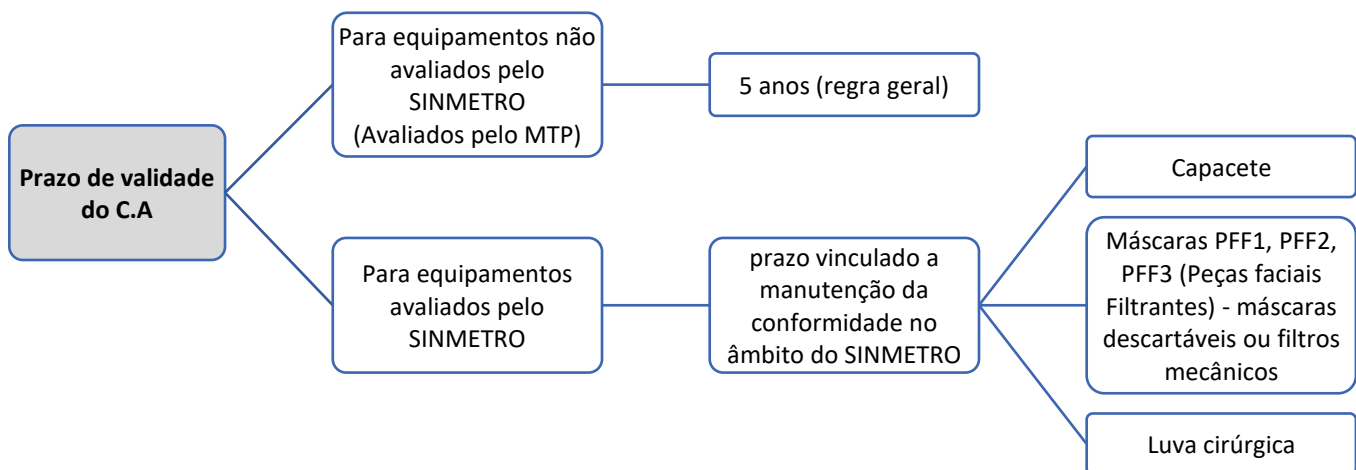 Prazo de validade
do C.A
Para equipamentos não
avaliados pelo
SINMETRO
(Avaliados pelo MTP)
5 anos (regra geral)
Para equipamentos
avaliados pelo
SINMETRO
prazo vinculado a
manutenção da
conformidade no
âmbito do SINMETRO
Capacete
Máscaras PFF1, PFF2,
PFF3 (Peças faciais
Filtrantes) - máscaras
descartáveis ou filtros
mecânicos
Luva cirúrgica